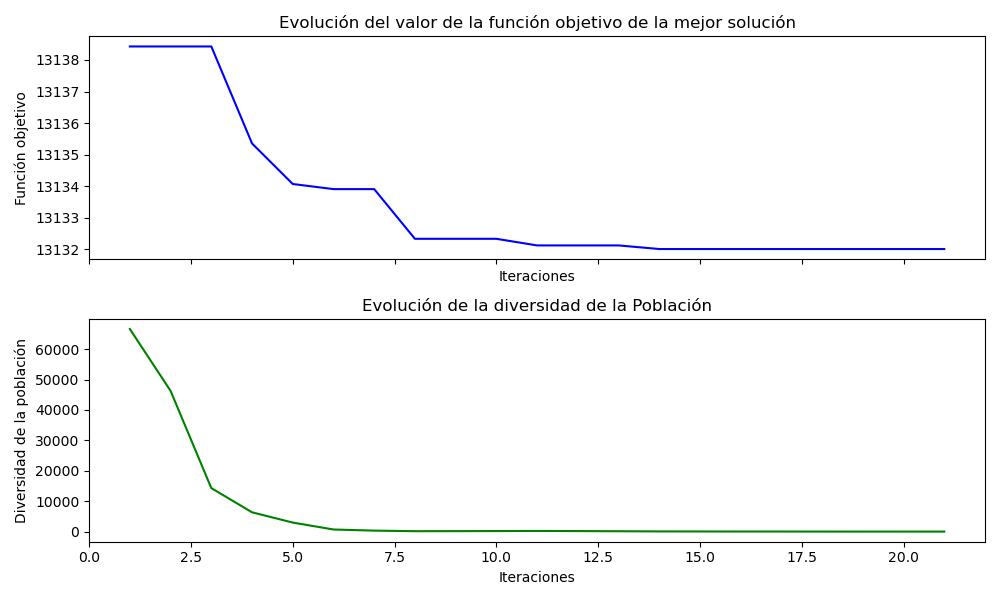 Evolución del valor de la función objetivo de la mejor solución
13138
13137
13136
13135
13134
13133
13132
Función objetivo
Iteraciones
Evolución de la diversidad de la Población
60000
50000
40000
30000
20000
10000
0
Diversidad de la población
0.0 2.5 5.0 7.5 10.0 12.5 15.0 17.5 20.0
Iteraciones